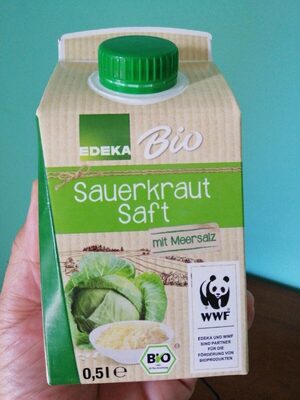 EDEKA
Bio
Sauerkraut
Saft
mit Meersalz
WWF
EDEKA UND WWF
SIND PARTNER
FÜR DIE
FÖRDERUNG VON
BIOPRODUKTEN
BIO
0,5 l e